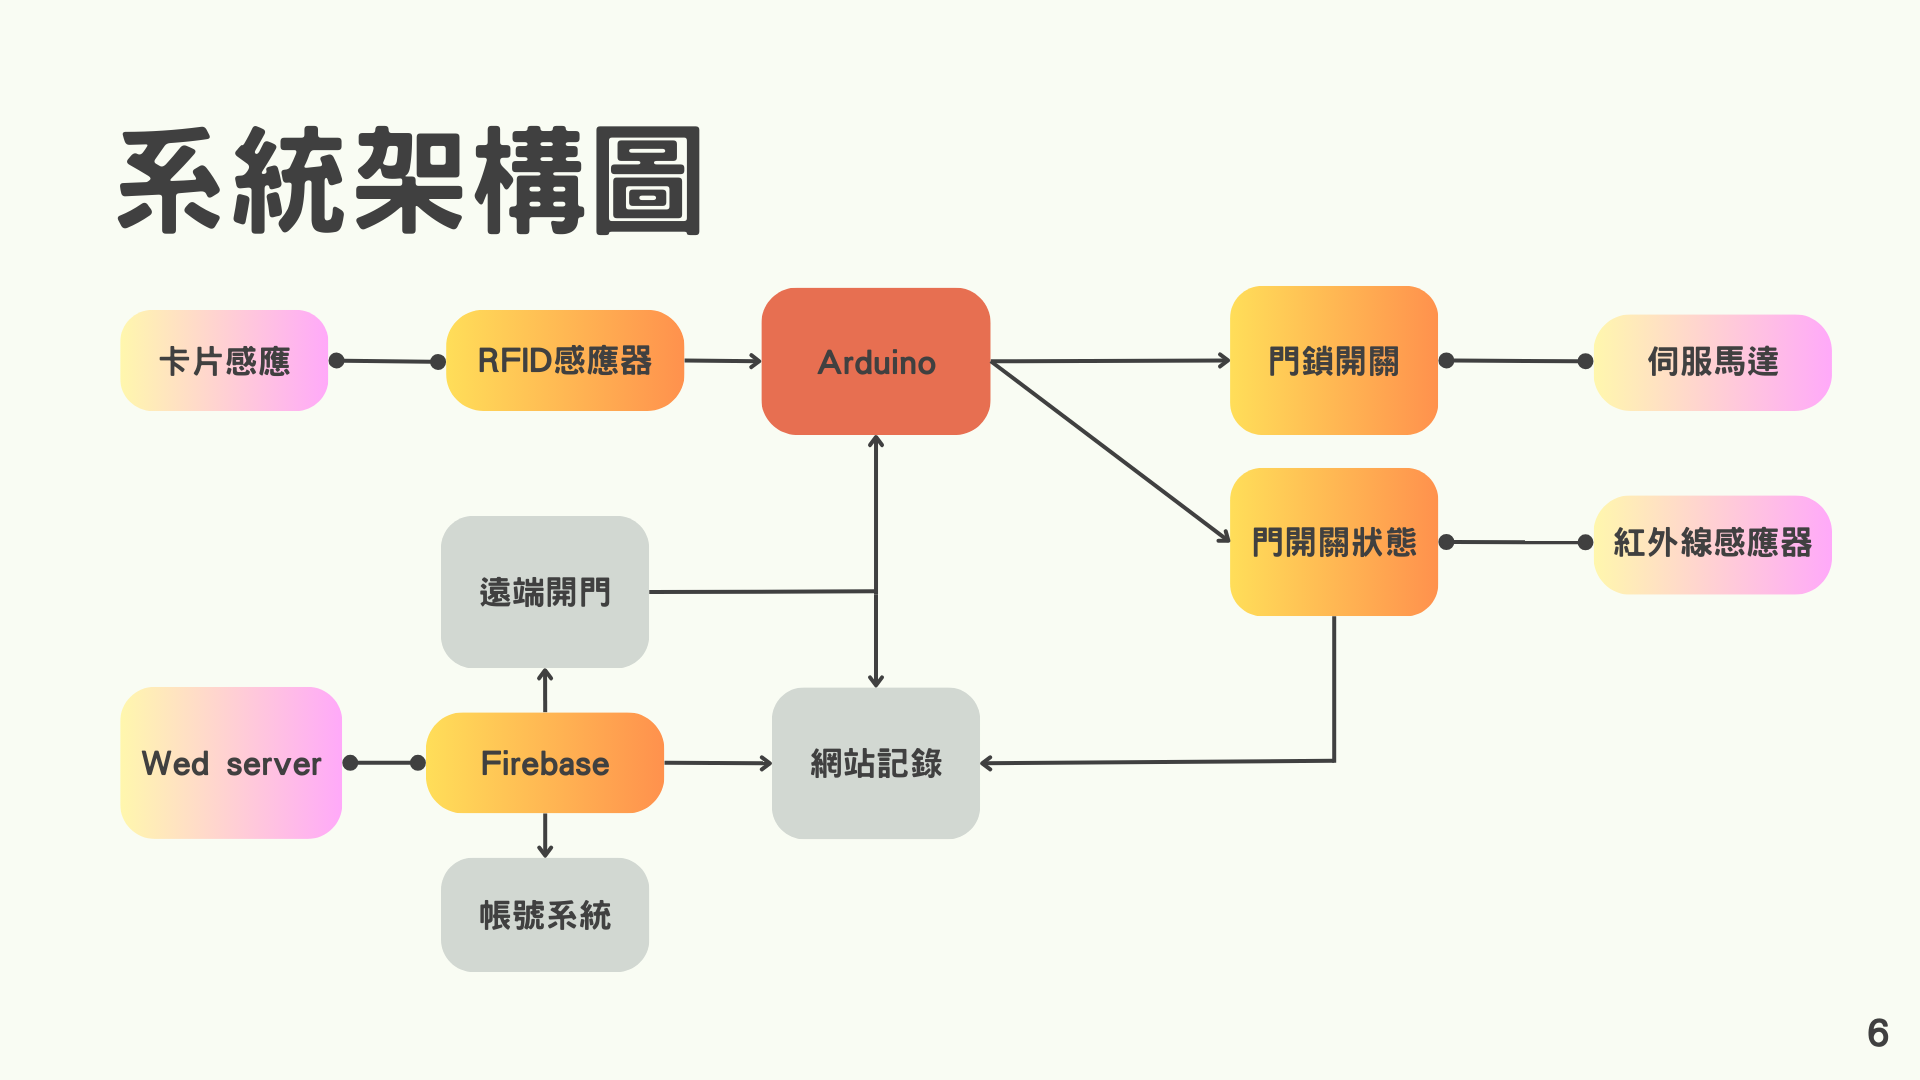 系統架構圖
卡片感應
RFID感應器
Arduino
門鎖開關
伺服馬達
門開關狀態
紅外線感應器
遠端開門
Wed server
Firebase
網站記錄
帳號系統
6